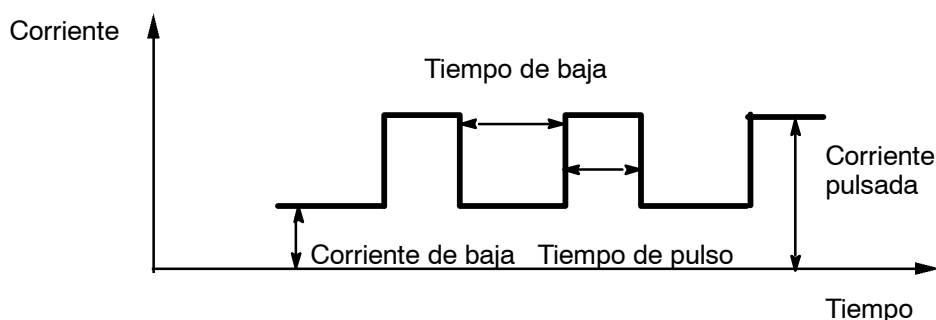 Corriente
Tiempo de baja
Corriente
pulsada
Corriente de baja
Tiempo de pulso
Tiempo